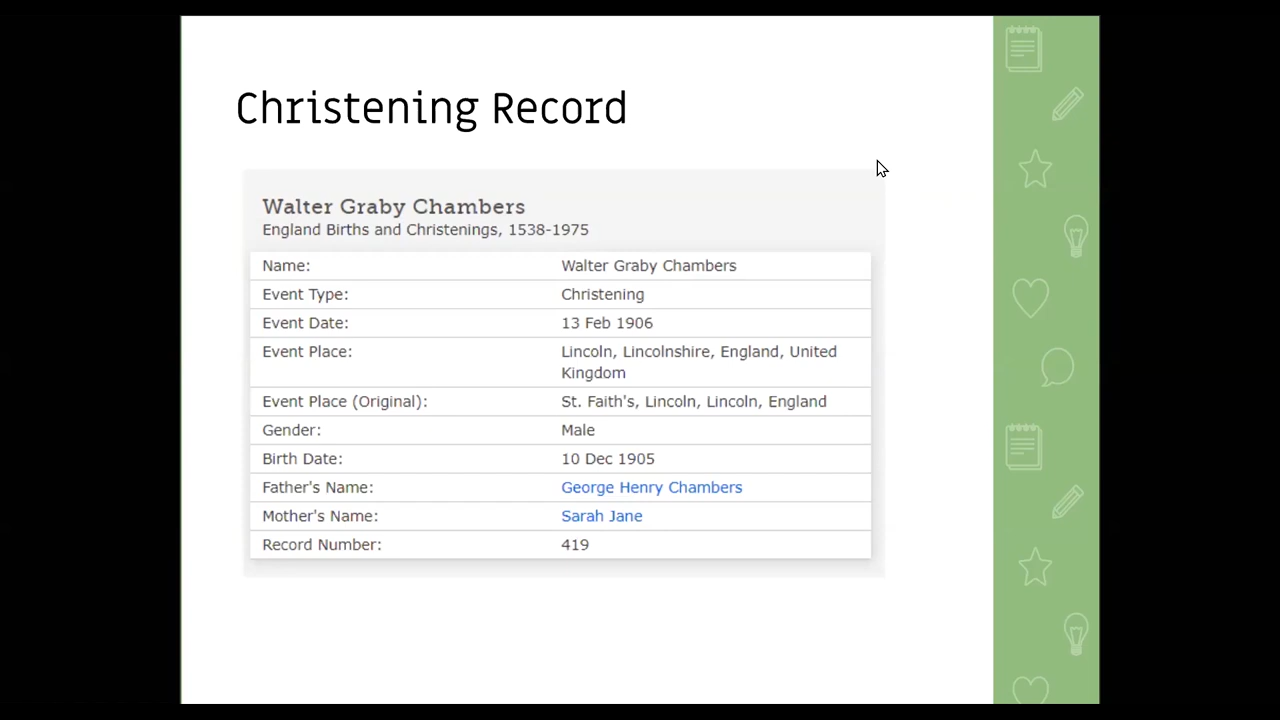 Christening Record
Walter Graby Chambers
England Births and Christenings, 1538-1975
Name: Walter Graby Chambers
Event Type: Christening
Event Date: 13 Feb 1906
Event Place: Lincoln, Lincolnshire, England, United
Kingdom
Event Place (Original): St. Faith's, Lincoln, Lincoln, England
Gender: Male
Birth Date: 10 Dec 1905
Father's Name: George Henry Chambers
Mother's Name: Sarah Jane
Record Number: 419